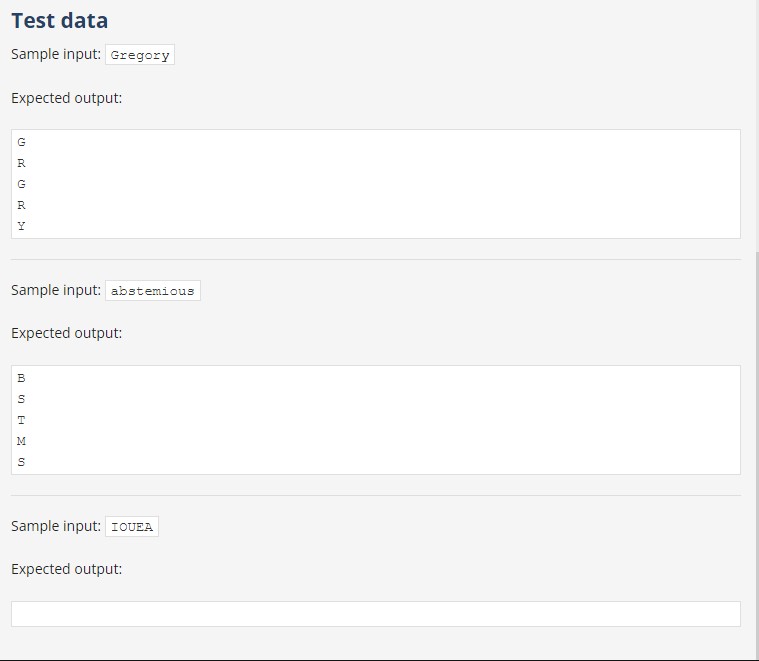 Test data
Sample input: Gregory
Expected output:
G
R
G
R
Y
Sample input: abstemious
Expected output:
B
S
T
M
S
Sample input: IOUEA
Expected output: